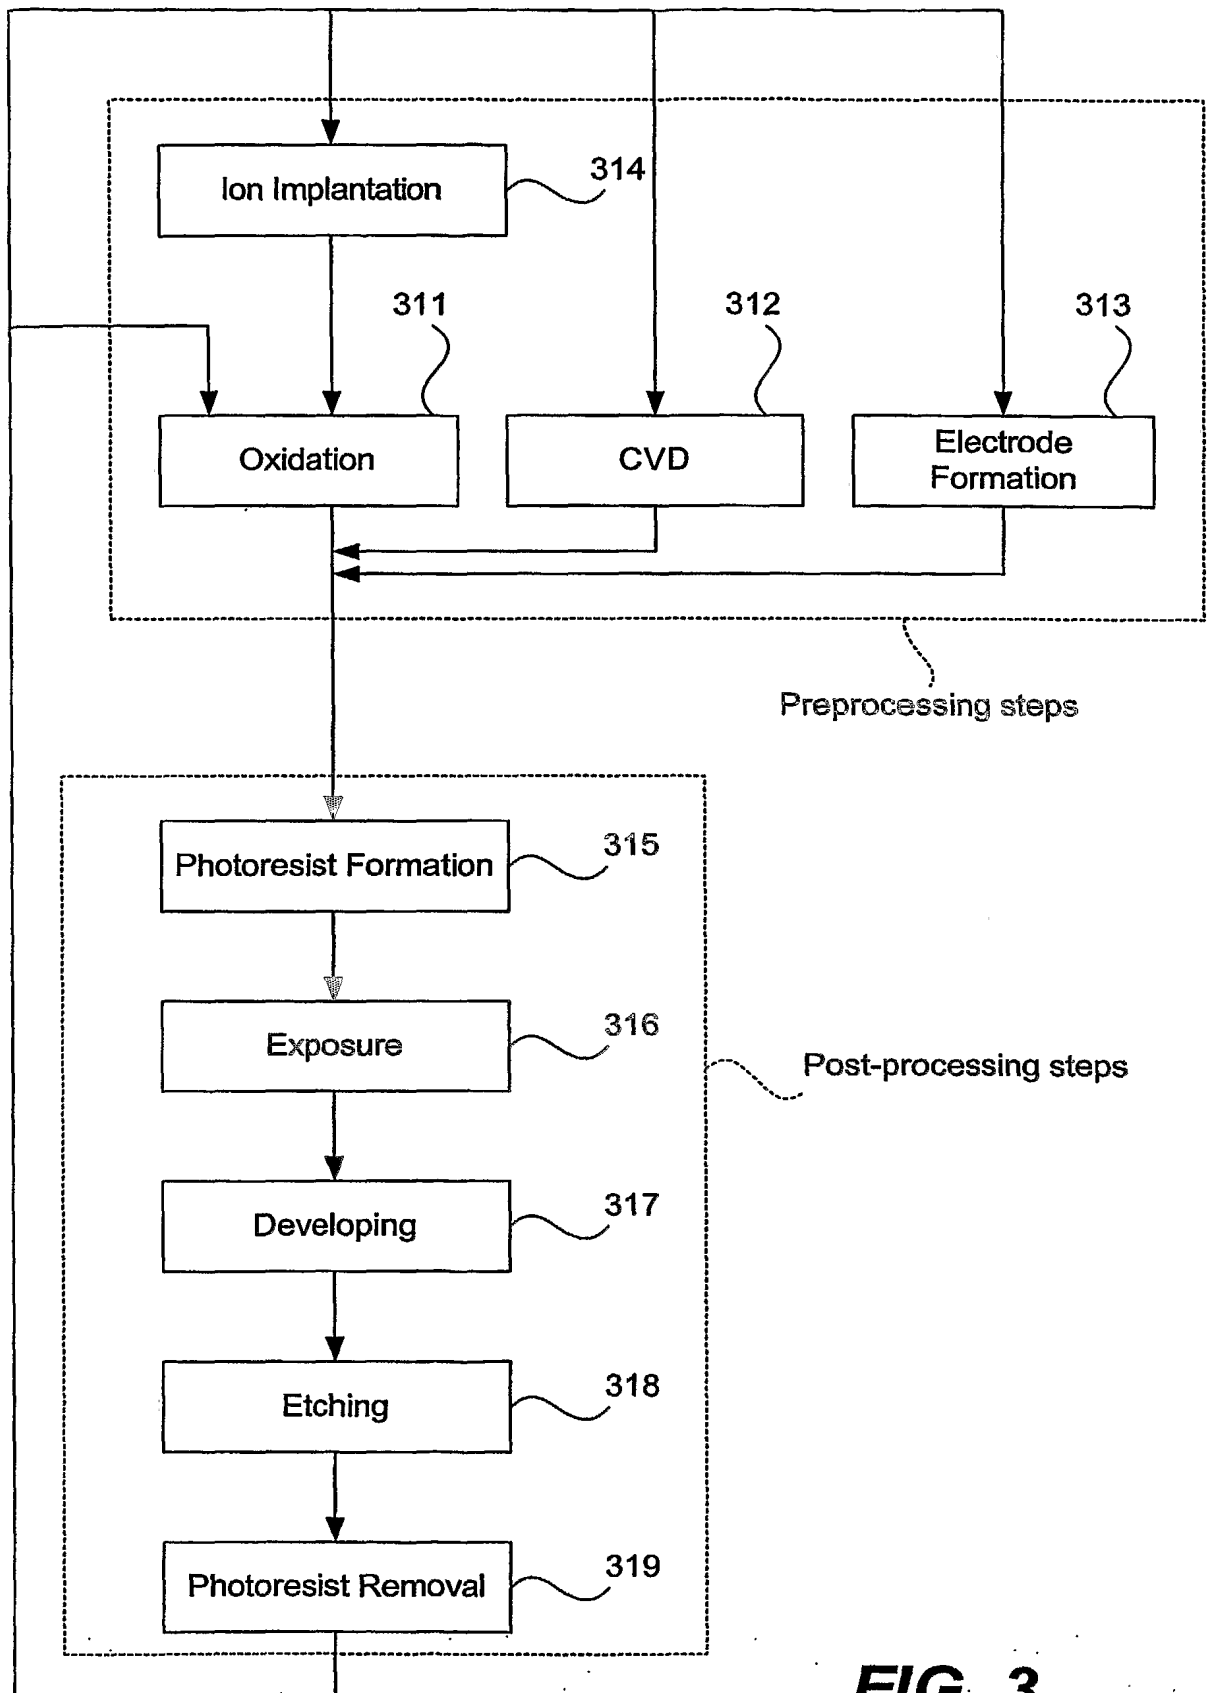 Ion Implantation
314
311
312
313
Oxidation
CVD
Electrode
Formation
Preprocessing steps
Photoresist Formation
315
Exposure
316
Post-processing steps
Developing
317
Etching
318
Photoresist Removal
319
FIG. 3